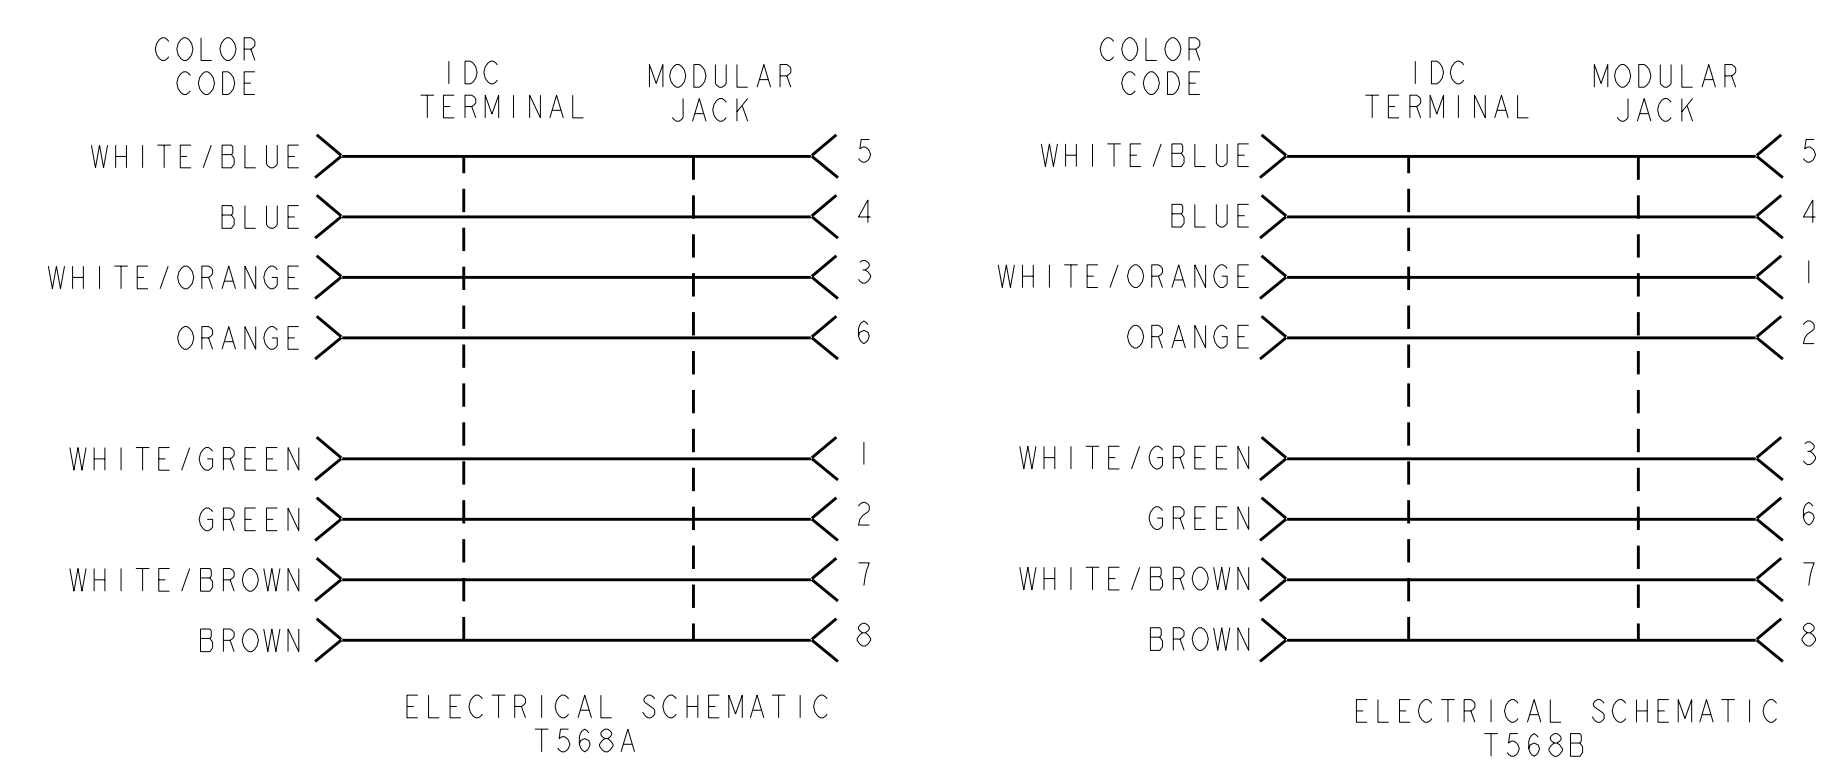 COLOR
CODE
IDC
TERMINAL
MODULAR
JACK
WHITE/BLUE 5
BLUE 4
WHITE/ORANGE 3
ORANGE 6
WHITE/GREEN 1
GREEN 2
WHITE/BROWN 7
BROWN 8
ELECTRICAL SCHEMATIC
T568A
COLOR
CODE
IDC
TERMINAL
MODULAR
JACK
WHITE/BLUE 5
BLUE 4
WHITE/ORANGE 1
ORANGE 2
WHITE/GREEN 3
GREEN 6
WHITE/BROWN 7
BROWN 8
ELECTRICAL SCHEMATIC
T568B